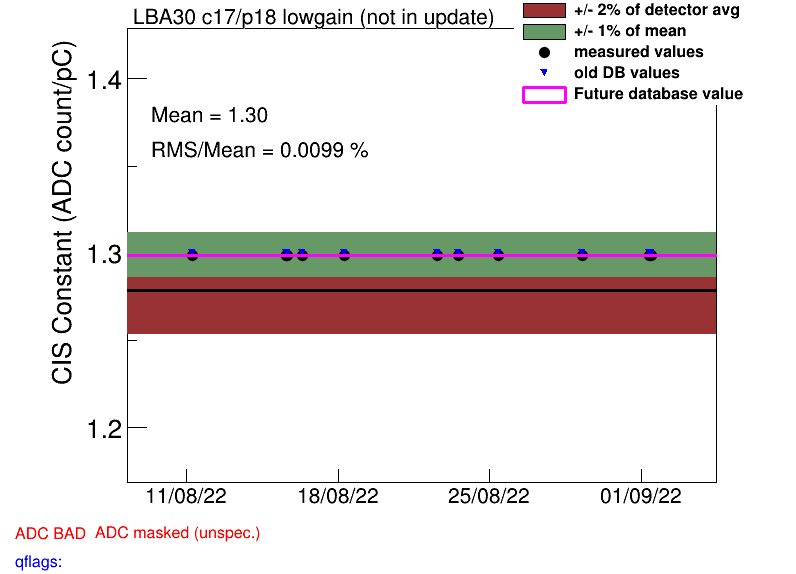 LBA30 c17/p18 lowgain (not in update)
+/- 2% of detector avg
+/- 1% of mean
measured values
old DB values
Future database value
CIS Constant (ADC count/pC)
1.4
1.3
1.2
Mean = 1.30
RMS/Mean = 0.0099 %
11/08/22 18/08/22 25/08/22 01/09/22
ADC BAD ADC masked (unspec.)
qflags: